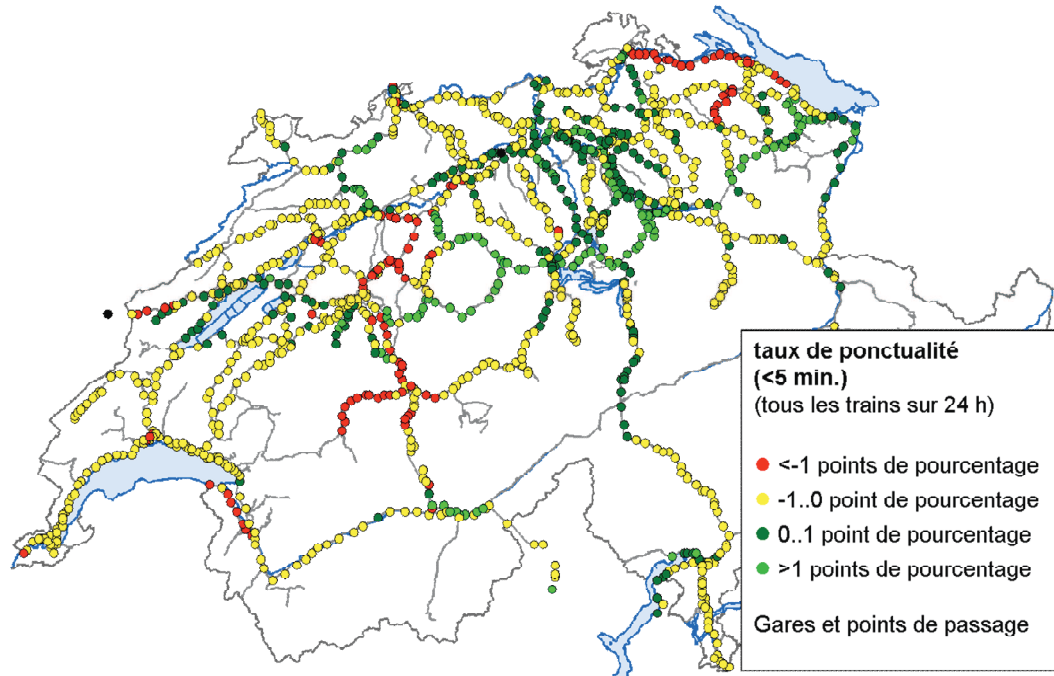 taux de ponctualité
(<5 min.)
(tous les trains sur 24 h)
<-1 points de pourcentage
-1..0 point de pourcentage
0..1 point de pourcentage
>1 points de pourcentage
Gares et points de passage